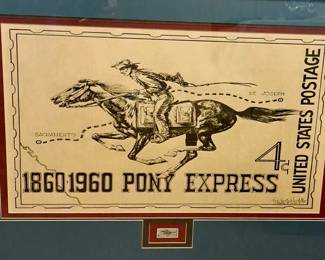 ST. JOSEPH
SACRAMENTO
4¢
1860 1960 PONY EXPRESS
UNITED STATES POSTAGE